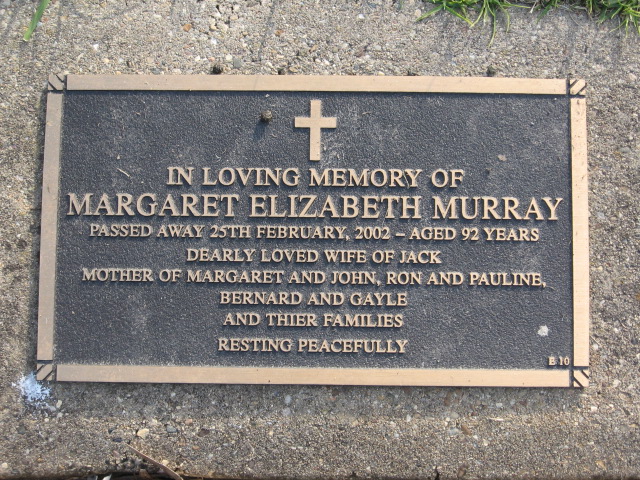 IN LOVING MEMORY OF
MARGARET ELIZABETH MURRAY
PASSED AWAY 25TH FEBRUARY, 2002 – AGED 92 YEARS
DEARLY LOVED WIFE OF JACK
MOTHER OF MARGARET AND JOHN, RON AND PAULINE,
BERNARD AND GAYLE
AND THIER FAMILIES
RESTING PEACEFULLY
E 10